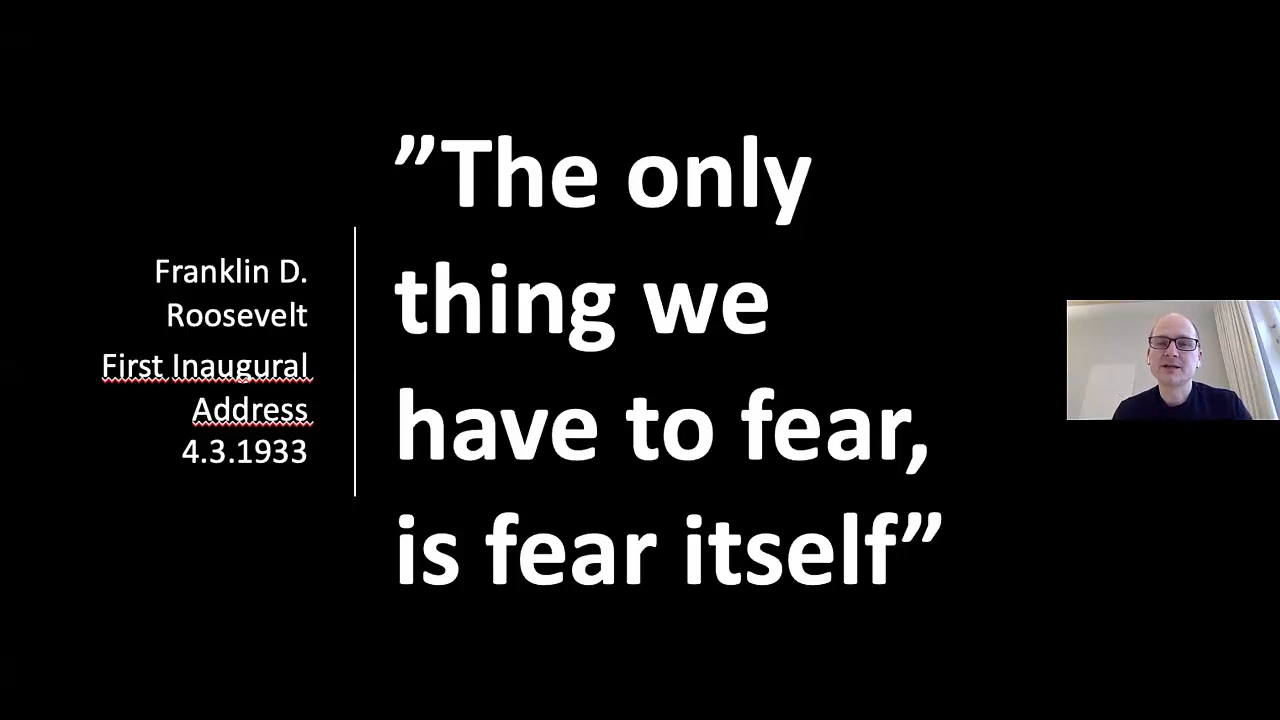 Franklin D.
Roosevelt
First Inaugural
Address
4.3.1933
”The only
thing we
have to fear,
is fear itself”